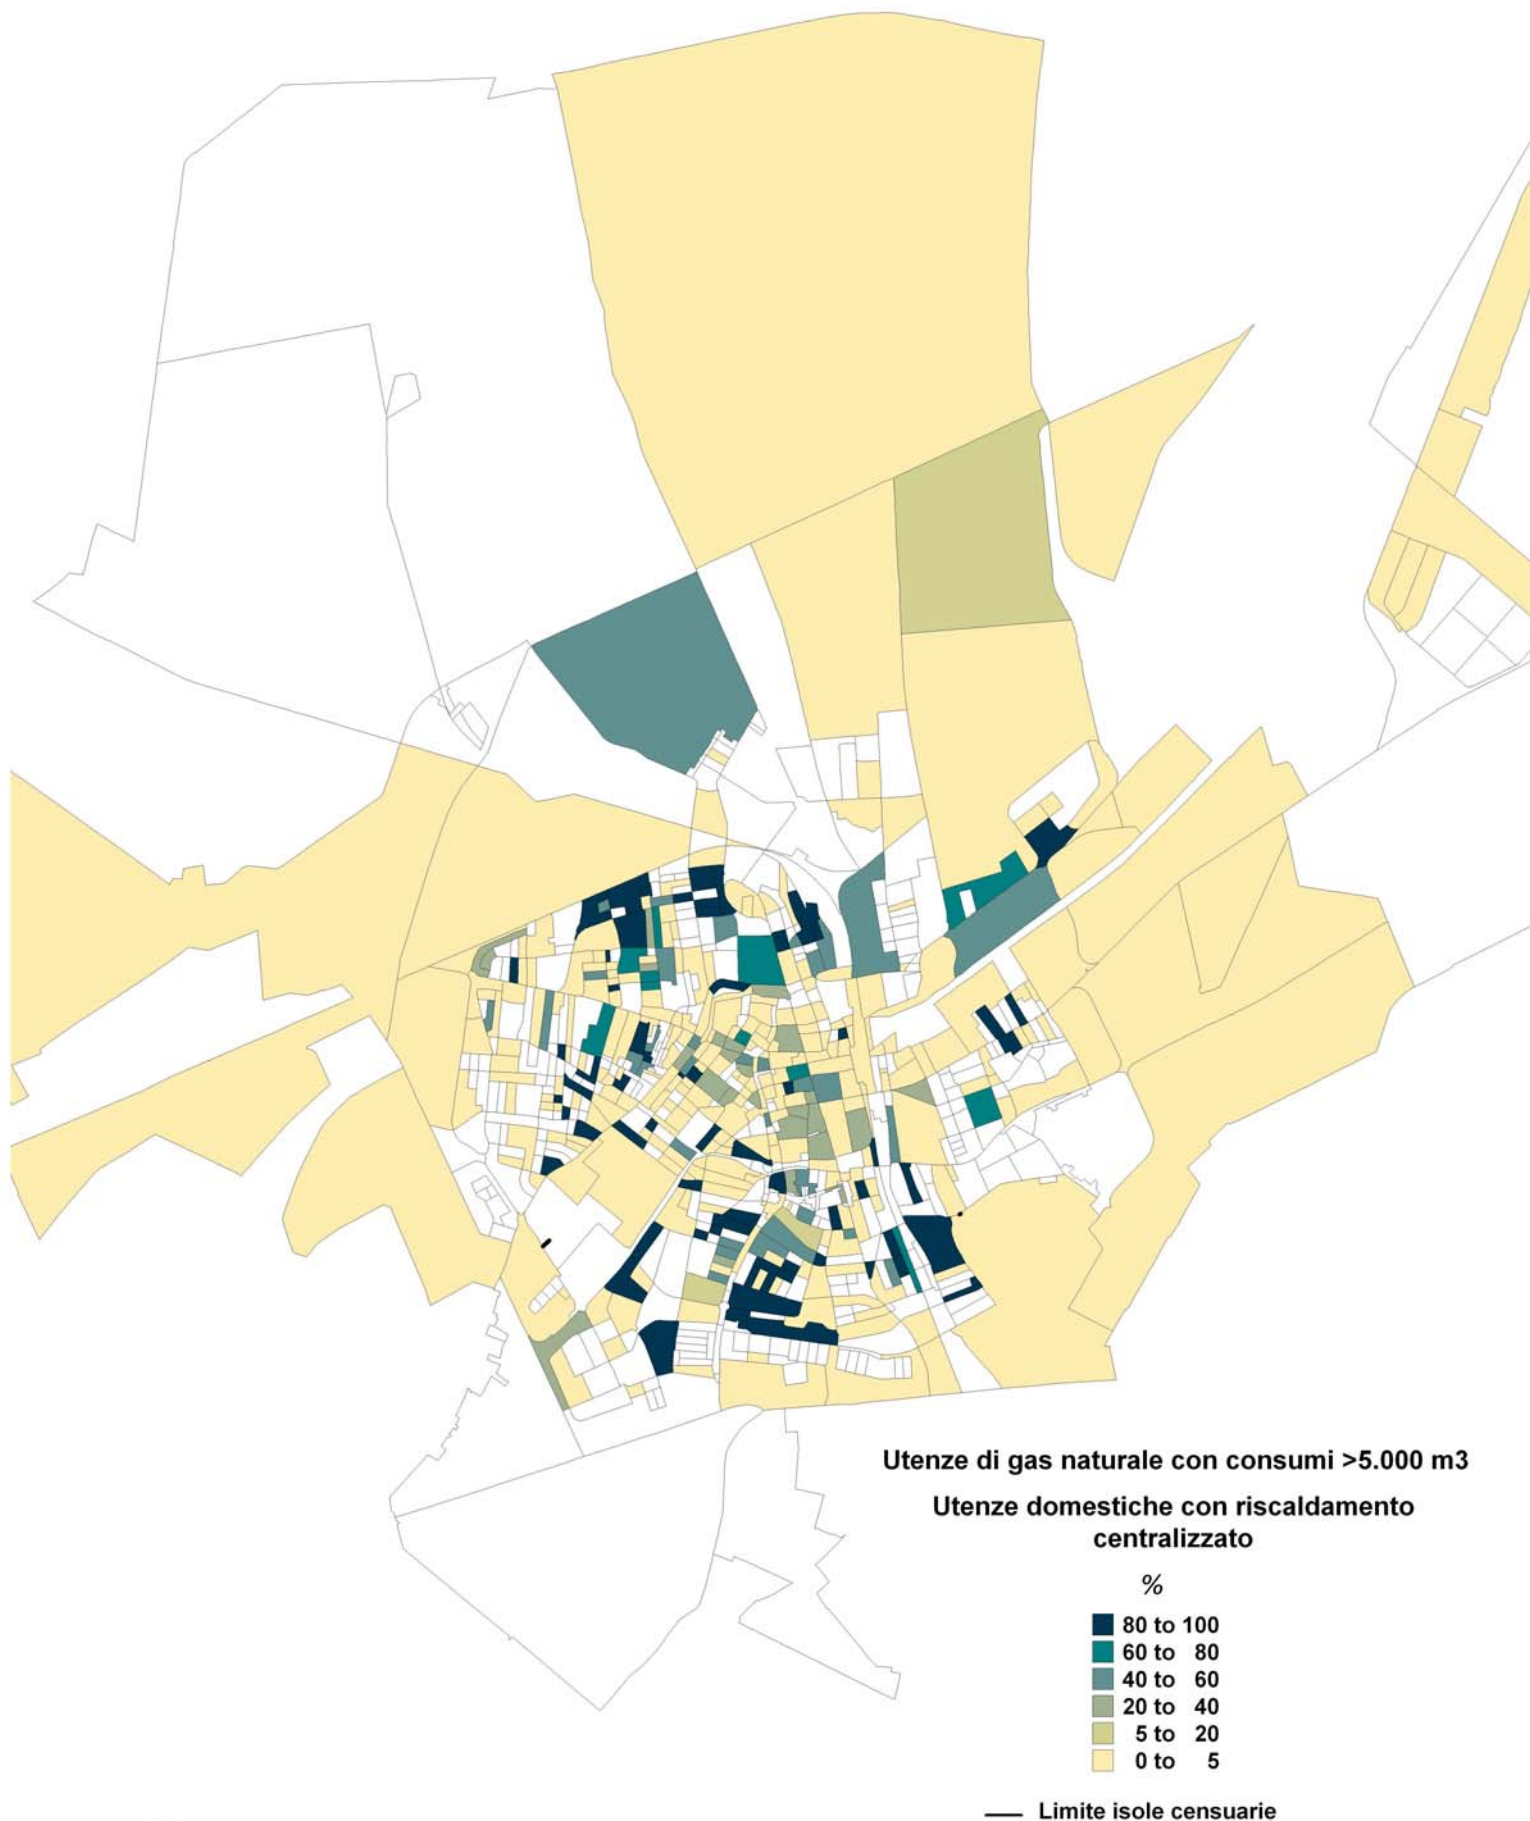 Utenze di gas naturale con consumi >5.000 m3
Utenze domestiche con riscaldamento
centralizzato
%
80 to 100
60 to 80
40 to 60
20 to 40
5 to 20
0 to 5
Limite isole censuarie